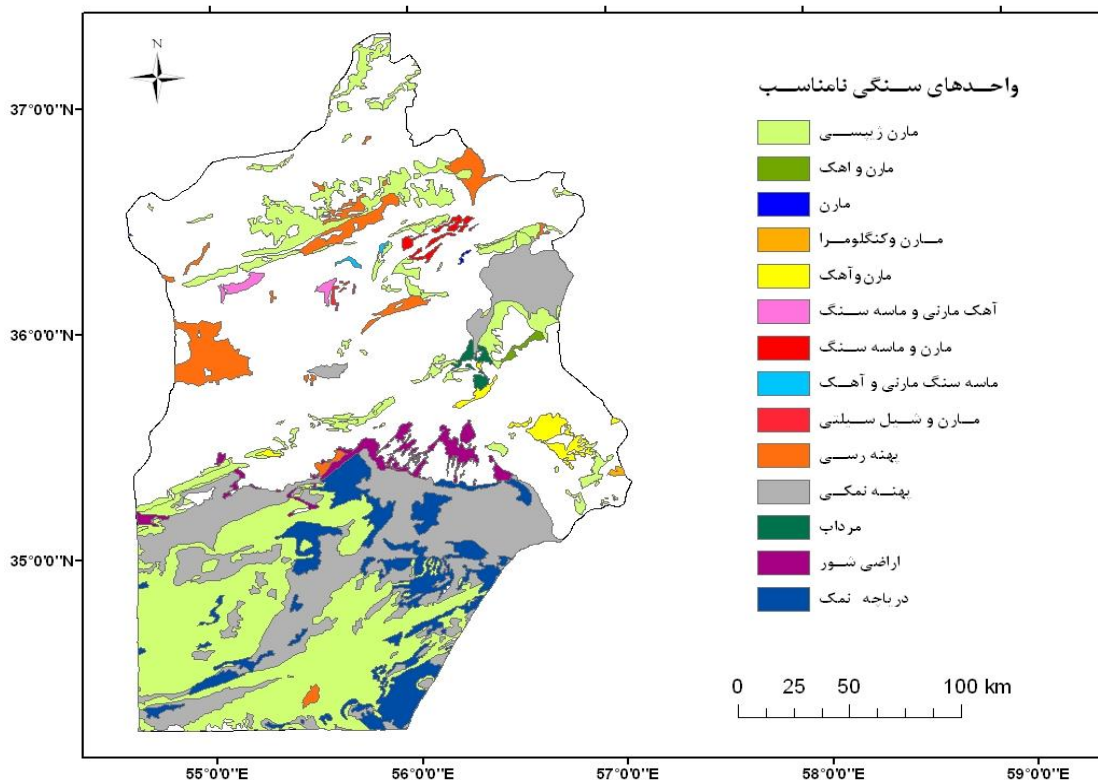 N
37°0'0"N
36°0'0"N
35°0'0"N
55°0'0"E
56°0'0"E
57°0'0"E
58°0'0"E
59°0'0"E
واحدهای سنگی نامناسب
مارن ژیپسی
مارن و اهک
مارن
مارن وکنگلومرا
مارن و آهک
آهک مارنی و ماسه سنگ
مارن و ماسه سنگ
ماسه سنگ مارنی و آهک
مارن و شیل سیلتی
پهنه رسی
پهنه نمکی
مرداب
اراضی شور
دریاچه نمک
0 25 50 100 km